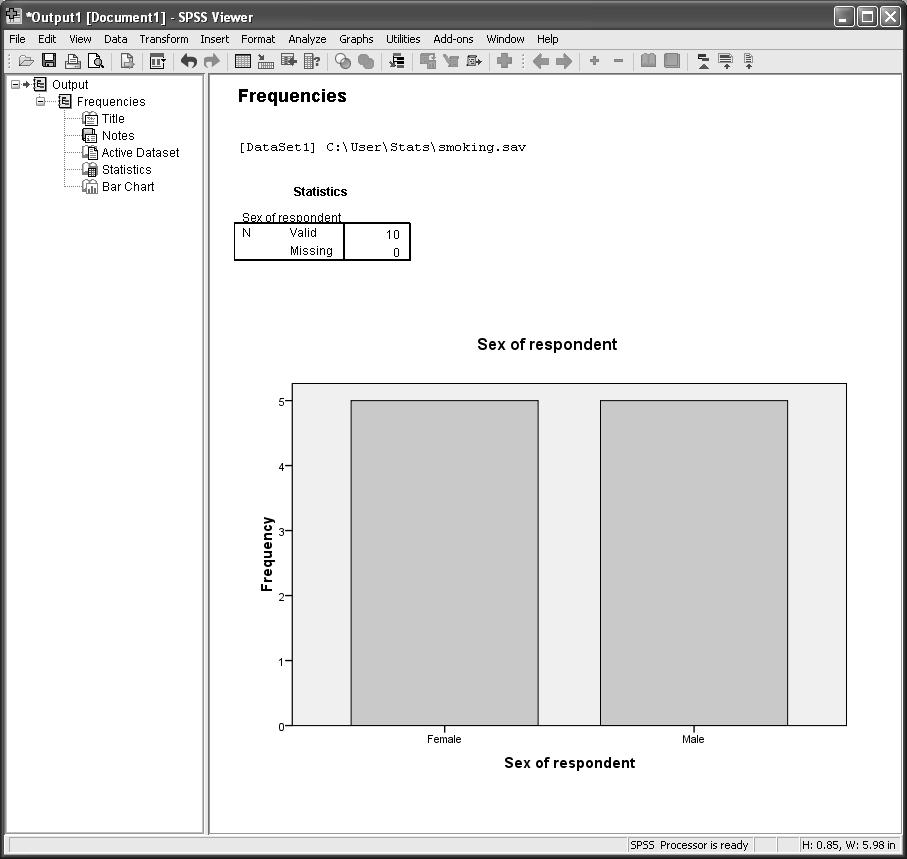 *Output1 [Document1] - SPSS Viewer
File Edit View Data Transform Insert Format Analyze Graphs Utilities Add-ons Window Help
Output
Frequencies
Title
Notes
Active Dataset
Statistics
Bar Chart
Frequencies
[DataSet1] C:\User\Stats\smoking.sav
Statistics
Sex of respondent
N Valid 10
Missing 0
Sex of respondent
Frequency
5
4
3
2
1
0
Female Male
Sex of respondent
SPSS Processor is ready H: 0.85, W: 5.98 in